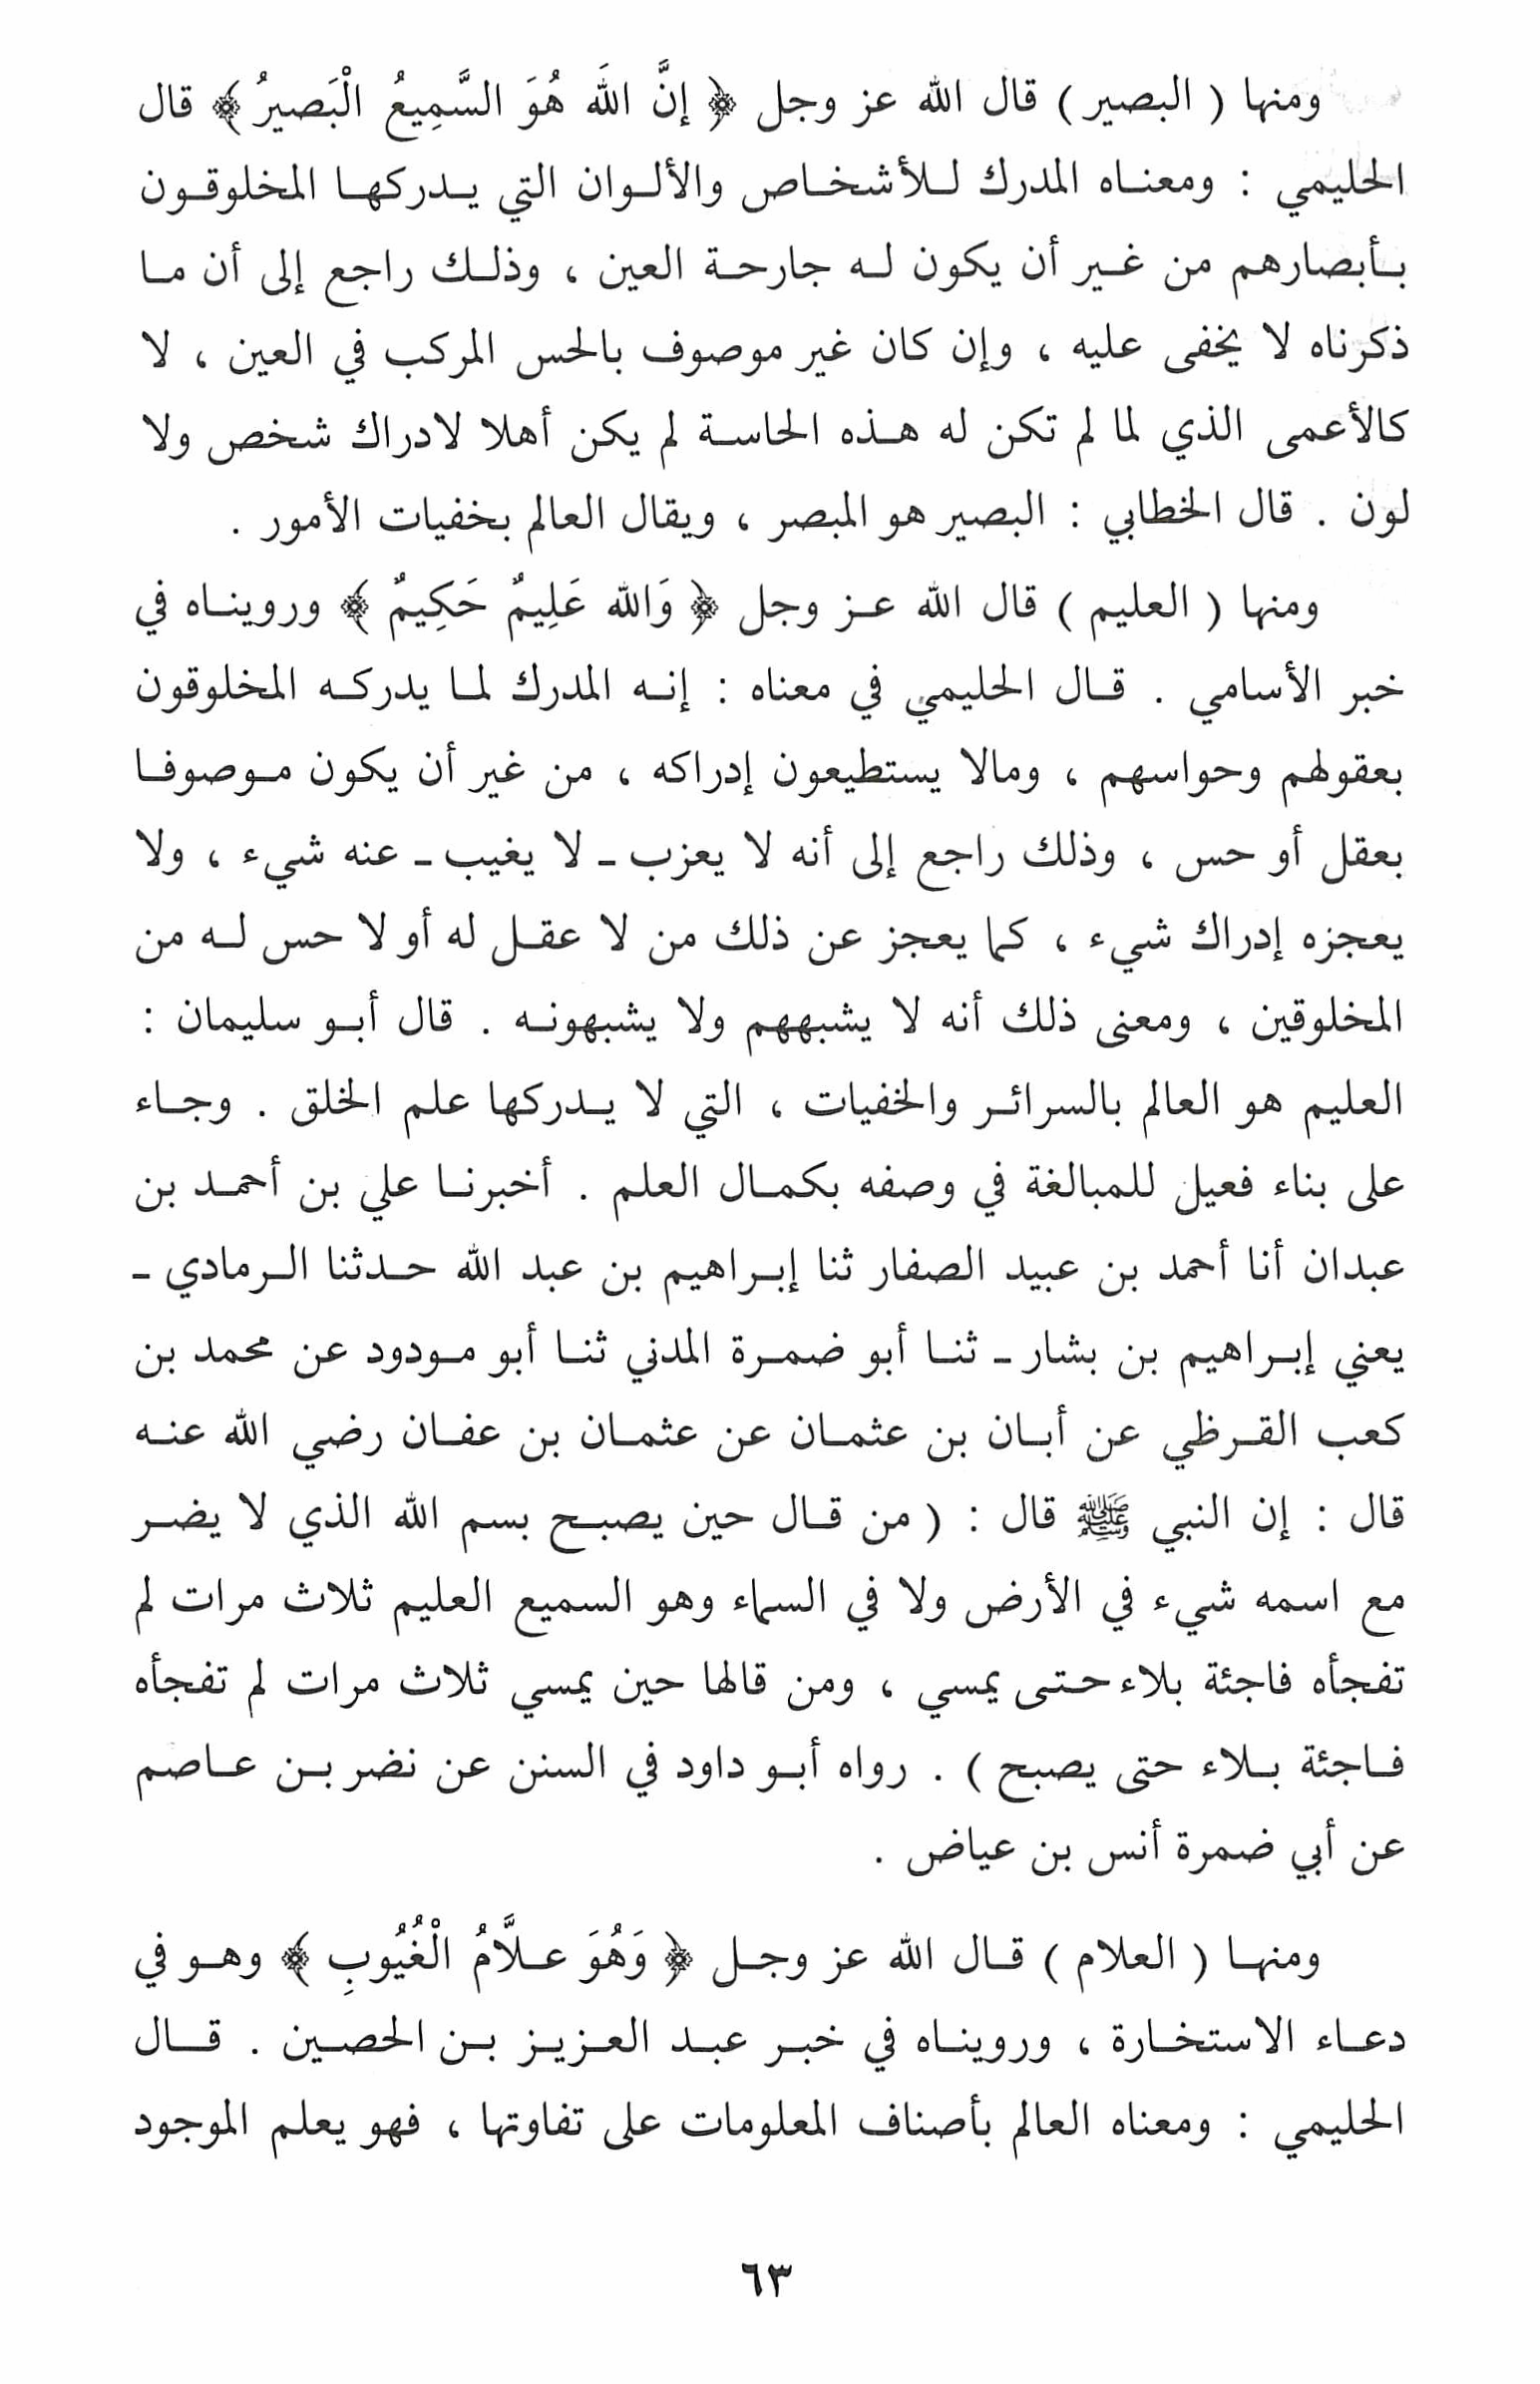 ومنها ( البصير ) قال الله عز وجل ﴿ إنَّ اللَه هُوَ السَّمِيعُ الْبَصيرُ ﴾ قال
الحليمي : ومعناه المدرك للأشخاص والألوان التي يدركها المخلوقون
بأبصارهم من غير أن يكون له جارحة العين ، وذلك راجع إلى أن ما
ذكرناه لا يخفى عليه ، وإن كان غير موصوف بالحس المركب في العين ، لا
كالأعمى الذي لما لم تكن له هذه الحاسة لم يكن أهلا لادراك شخص ولا
لون . قال الخطابي : البصير هو المبصر ، ويقال العالم بخفيات الأمور .
ومنها ( العليم ) قال الله عز وجل ﴿ وَالله عَلِيمٌ حَكِيمٌ ﴾ ورويناه في
خبر الأسامي . قال الحليمي في معناه : إنه المدرك لما يدركه المخلوقون
بعقولهم وحواسهم ، ومالا يستطيعون إدراكه ، من غير أن يكون موصوفا
بعقل أو حس ، وذلك راجع إلى أنه لا يعزب ـ لا يغيب ـ عنه شيء ، ولا
يعجزه إدراك شيء ، كما يعجز عن ذلك من لا عقل له أو لا حس له من
المخلوقين ، ومعنى ذلك أنه لا يشبههم ولا يشبهونه . قال أبو سليمان :
العليم هو العالم بالسرائر والخفيات ، التي لا يدركها علم الخلق . وجاء
على بناء فعيل للمبالغة في وصفه بكمال العلم . أخبرنا علي بن أحمد بن
عبدان أنا أحمد بن عبيد الصفار ثنا إبراهيم بن عبد الله حدثنا الرمادي ـ
يعني إبراهيم بن بشار ـ ثنا أبو ضمرة المدني ثنا أبو مودود عن محمد بن
كعب القرظي عن أبان بن عثمان عن عثمان بن عفان رضي الله عنه
قال : إن النبي ﷺ قال : ( من قال حين يصبح بسم الله الذي لا يضر
مع اسمه شيء في الأرض ولا في السماء وهو السميع العليم ثلاث مرات لم
تفجأه فاجئة بلاء حتى يمسي ، ومن قالها حين يمسي ثلاث مرات لم تفجأه
فاجئة بلاء حتى يصبح ) . رواه أبو داود في السنن عن نضر بن عاصم
عن أبي ضمرة أنس بن عياض .
ومنها ( العلام ) قال الله عز وجل ﴿ وَهُوَ علاَّمُ الْغُيُوبِ ﴾ وهو في
دعاء الاستخارة ، ورويناه في خبر عبد العزيز بن الحصين . قال
الحليمي : ومعناه العالم بأصناف المعلومات على تفاوتها ، فهو يعلم الموجود
٦٣